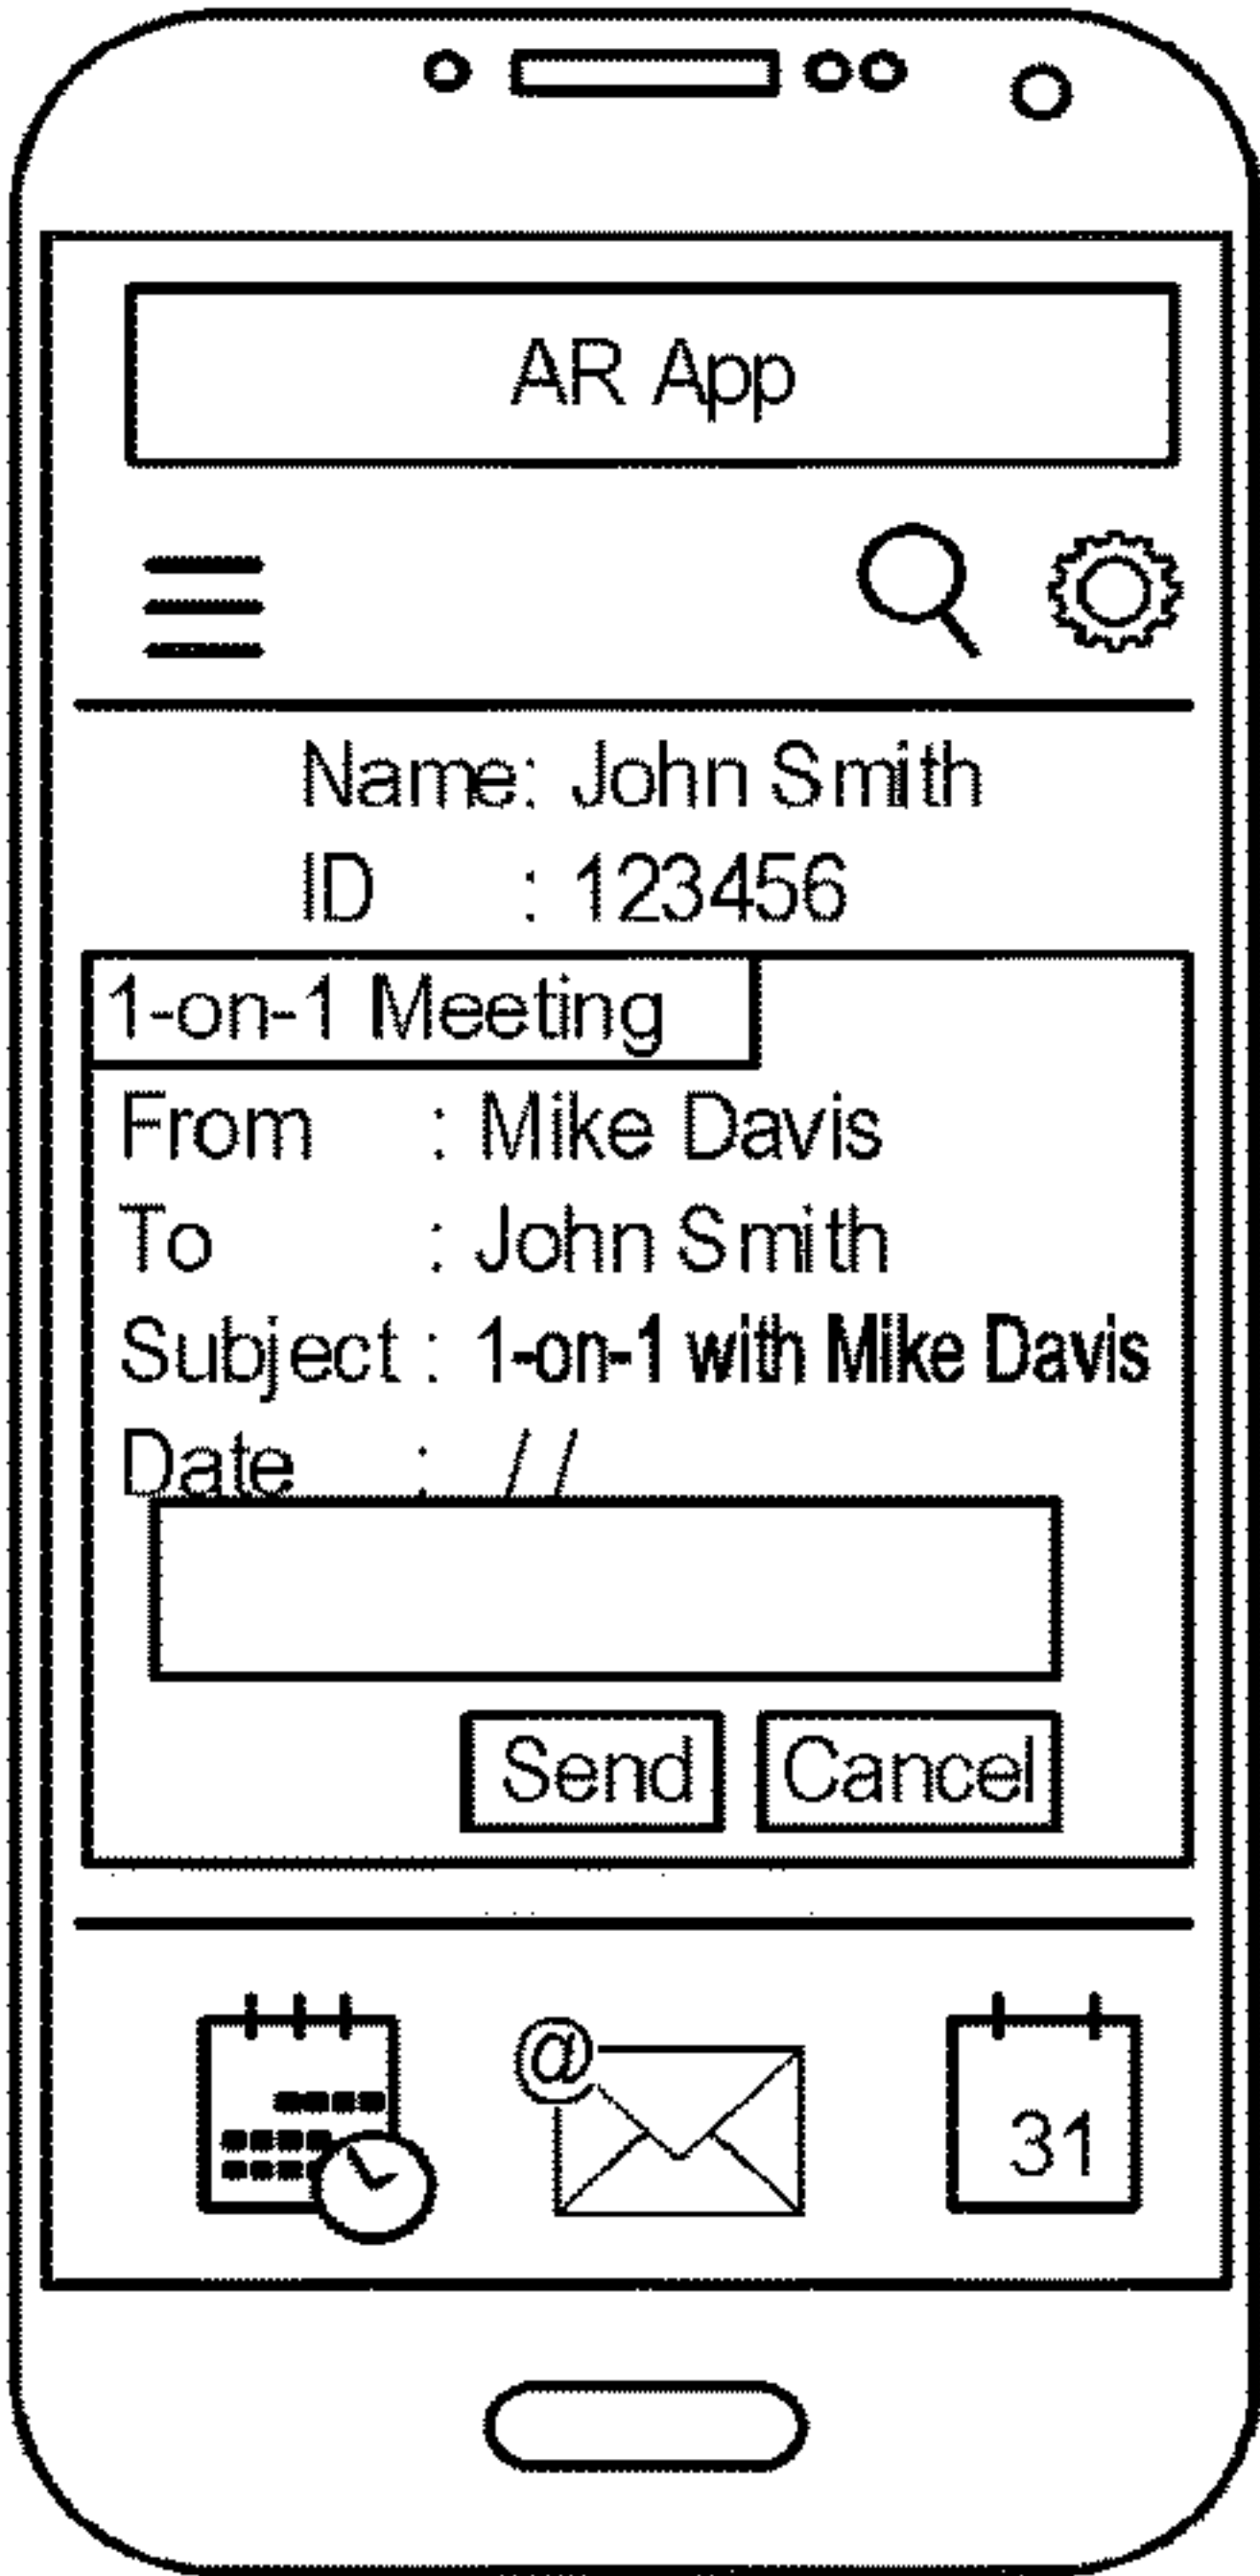 AR App
Name: John Smith
ID : 123456
1-on-1 Meeting
From : Mike Davis
To : John Smith
Subject : 1-on-1 with Mike Davis
Date : / /
Send Cancel
@ 31